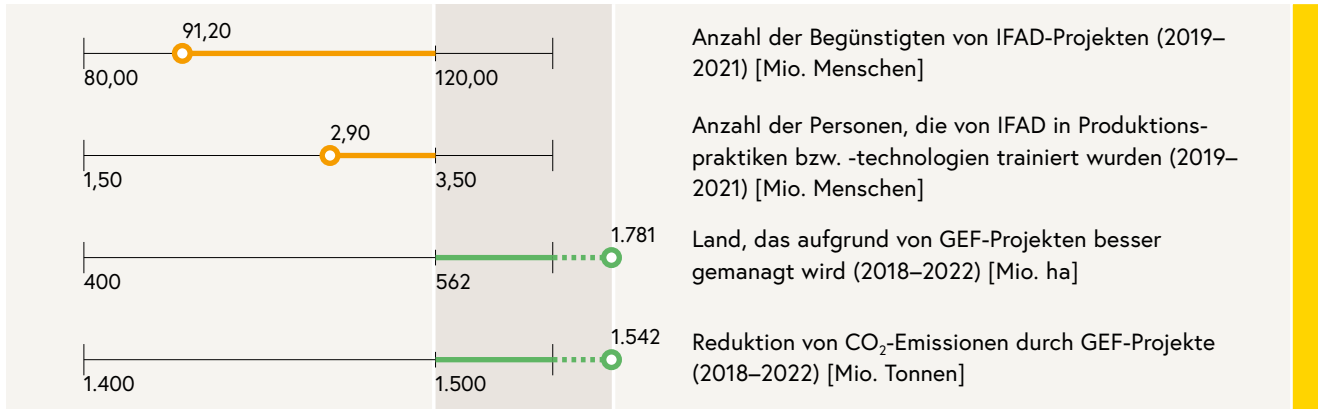 91,20
80,00
120,00
Anzahl der Begünstigten von IFAD-Projekten (2019–
2021) [Mio. Menschen]
2,90
1,50
3,50
Anzahl der Personen, die von IFAD in Produktions-
praktiken bzw. -technologien trainiert wurden (2019–
2021) [Mio. Menschen]
1.781
400
562
Land, das aufgrund von GEF-Projekten besser
gemanagt wird (2018–2022) [Mio. ha]
1.542
1.400
1.500
Reduktion von CO₂-Emissionen durch GEF-Projekte
(2018–2022) [Mio. Tonnen]